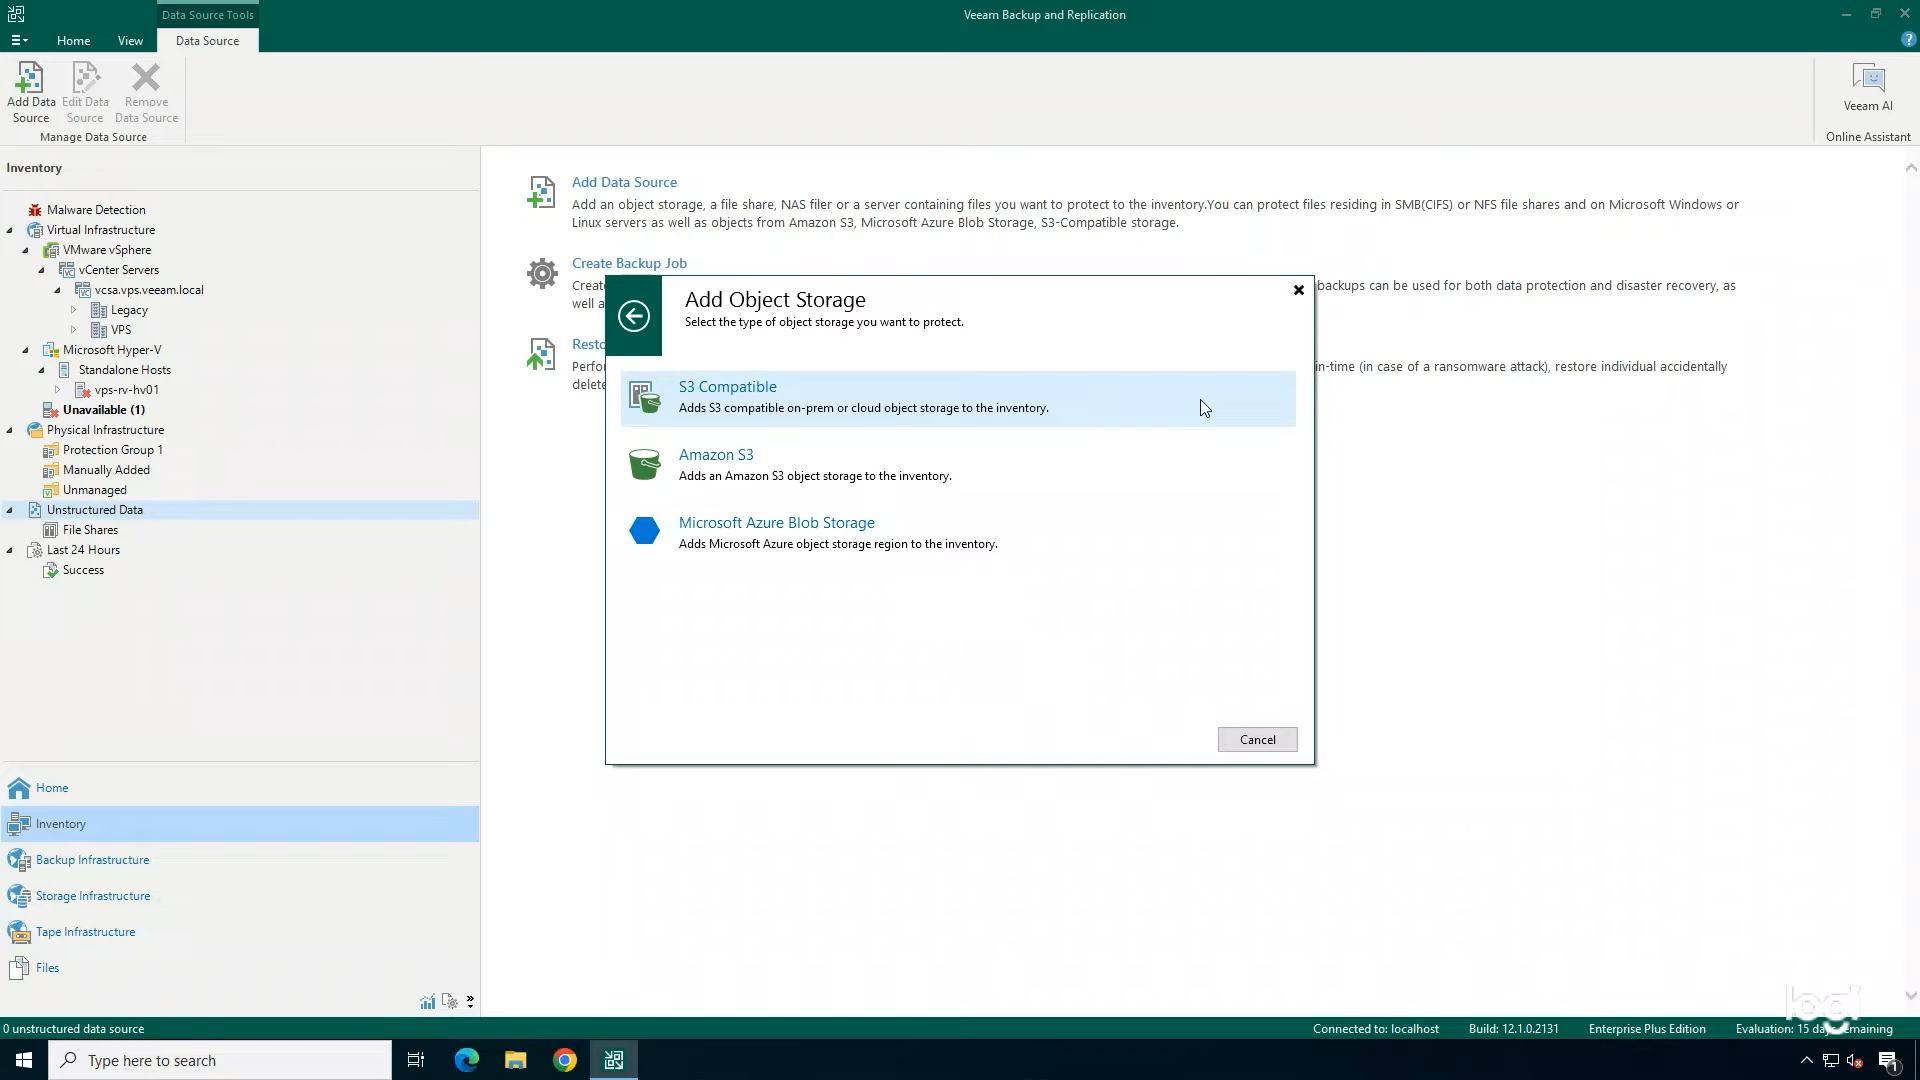 Data Source Tools
Veeam Backup and Replication
Home
View
Data Source
Add Data Source
Edit Data Source
Remove Data Source
Manage Data Source
Veeam AI
Online Assistant
Inventory
Malware Detection
Virtual Infrastructure
VMware vSphere
vCenter Servers
vcsa.vps.veeam.local
Legacy
VPS
Microsoft Hyper-V
Standalone Hosts
vps-rv-hv01
Unavailable (1)
Physical Infrastructure
Protection Group 1
Manually Added
Unmanaged
Unstructured Data
File Shares
Last 24 Hours
Success
Home
Inventory
Backup Infrastructure
Storage Infrastructure
Tape Infrastructure
Files
Add Data Source
Add an object storage, a file share, NAS filer or a server containing files you want to protect to the inventory.You can protect files residing in SMB(CIFS) or NFS file shares and on Microsoft Windows or
Linux servers as well as objects from Amazon S3, Microsoft Azure Blob Storage, S3-Compatible storage.
Create Backup Job
backups can be used for both data protection and disaster recovery, as
well a
in-time (in case of a ransomware attack), restore individual accidentally
delete
Add Object Storage
Select the type of object storage you want to protect.
S3 Compatible
Adds S3 compatible on-prem or cloud object storage to the inventory.
Amazon S3
Adds an Amazon S3 object storage to the inventory.
Microsoft Azure Blob Storage
Adds Microsoft Azure object storage region to the inventory.
Cancel
logi
0 unstructured data source
Connected to: localhost
Build: 12.1.0.2131
Enterprise Plus Edition
Evaluation: 15 days remaining
Type here to search
1